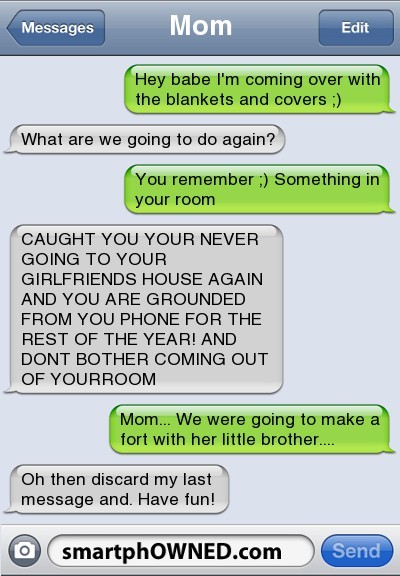 Messages
Mom
Edit
Hey babe I'm coming over with
the blankets and covers ;)
What are we going to do again?
You remember ;) Something in
your room
CAUGHT YOU YOUR NEVER
GOING TO YOUR
GIRLFRIENDS HOUSE AGAIN
AND YOU ARE GROUNDED
FROM YOU PHONE FOR THE
REST OF THE YEAR! AND
DONT BOTHER COMING OUT
OF YOURROOM
Mom... We were going to make a
fort with her little brother....
Oh then discard my last
message and. Have fun!
smartphOWNED.com
Send